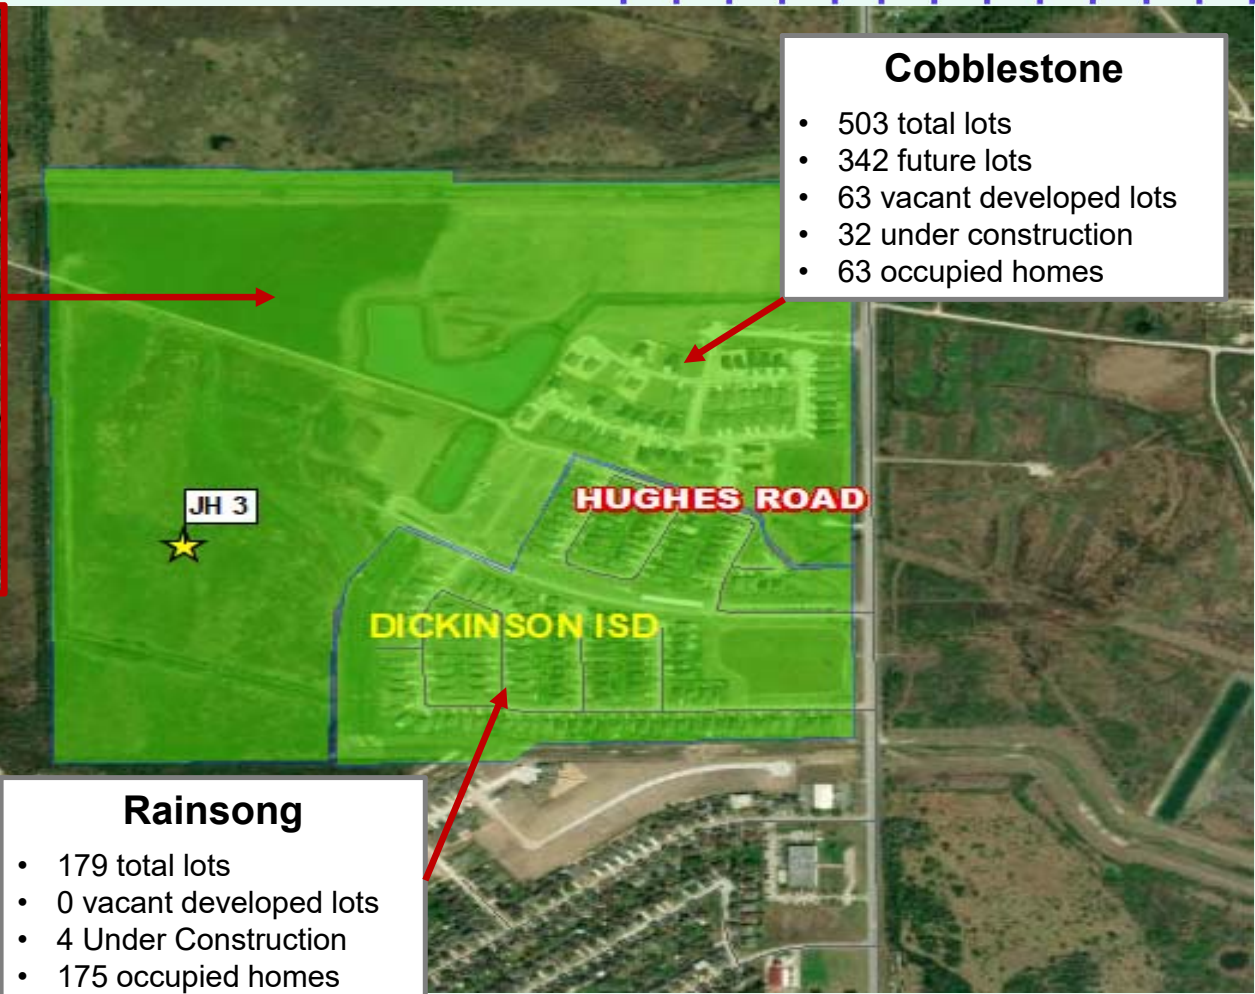 Cobblestone
• 503 total lots
• 342 future lots
• 63 vacant developed lots
• 32 under construction
• 63 occupied homes
JH 3
HUGHES ROAD
DICKINSON ISD
Rainsong
• 179 total lots
• 0 vacant developed lots
• 4 Under Construction
• 175 occupied homes